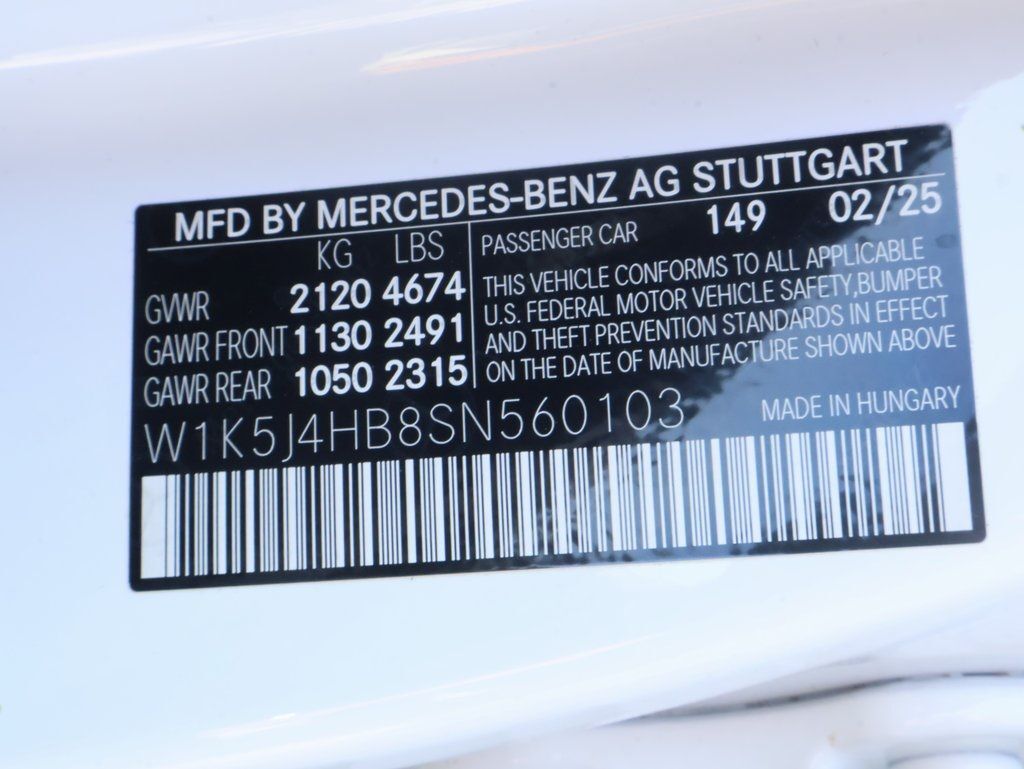 MFD BY MERCEDES-BENZ AG STUTTGART
KG LBS
GVWR 2120 4674
GAWR FRONT 1130 2491
GAWR REAR 1050 2315
PASSENGER CAR 149 02/25
THIS VEHICLE CONFORMS TO ALL APPLICABLE
U.S. FEDERAL MOTOR VEHICLE SAFETY,BUMPER
AND THEFT PREVENTION STANDARDS IN EFFECT
ON THE DATE OF MANUFACTURE SHOWN ABOVE
W1K5J4HB8SN560103
MADE IN HUNGARY